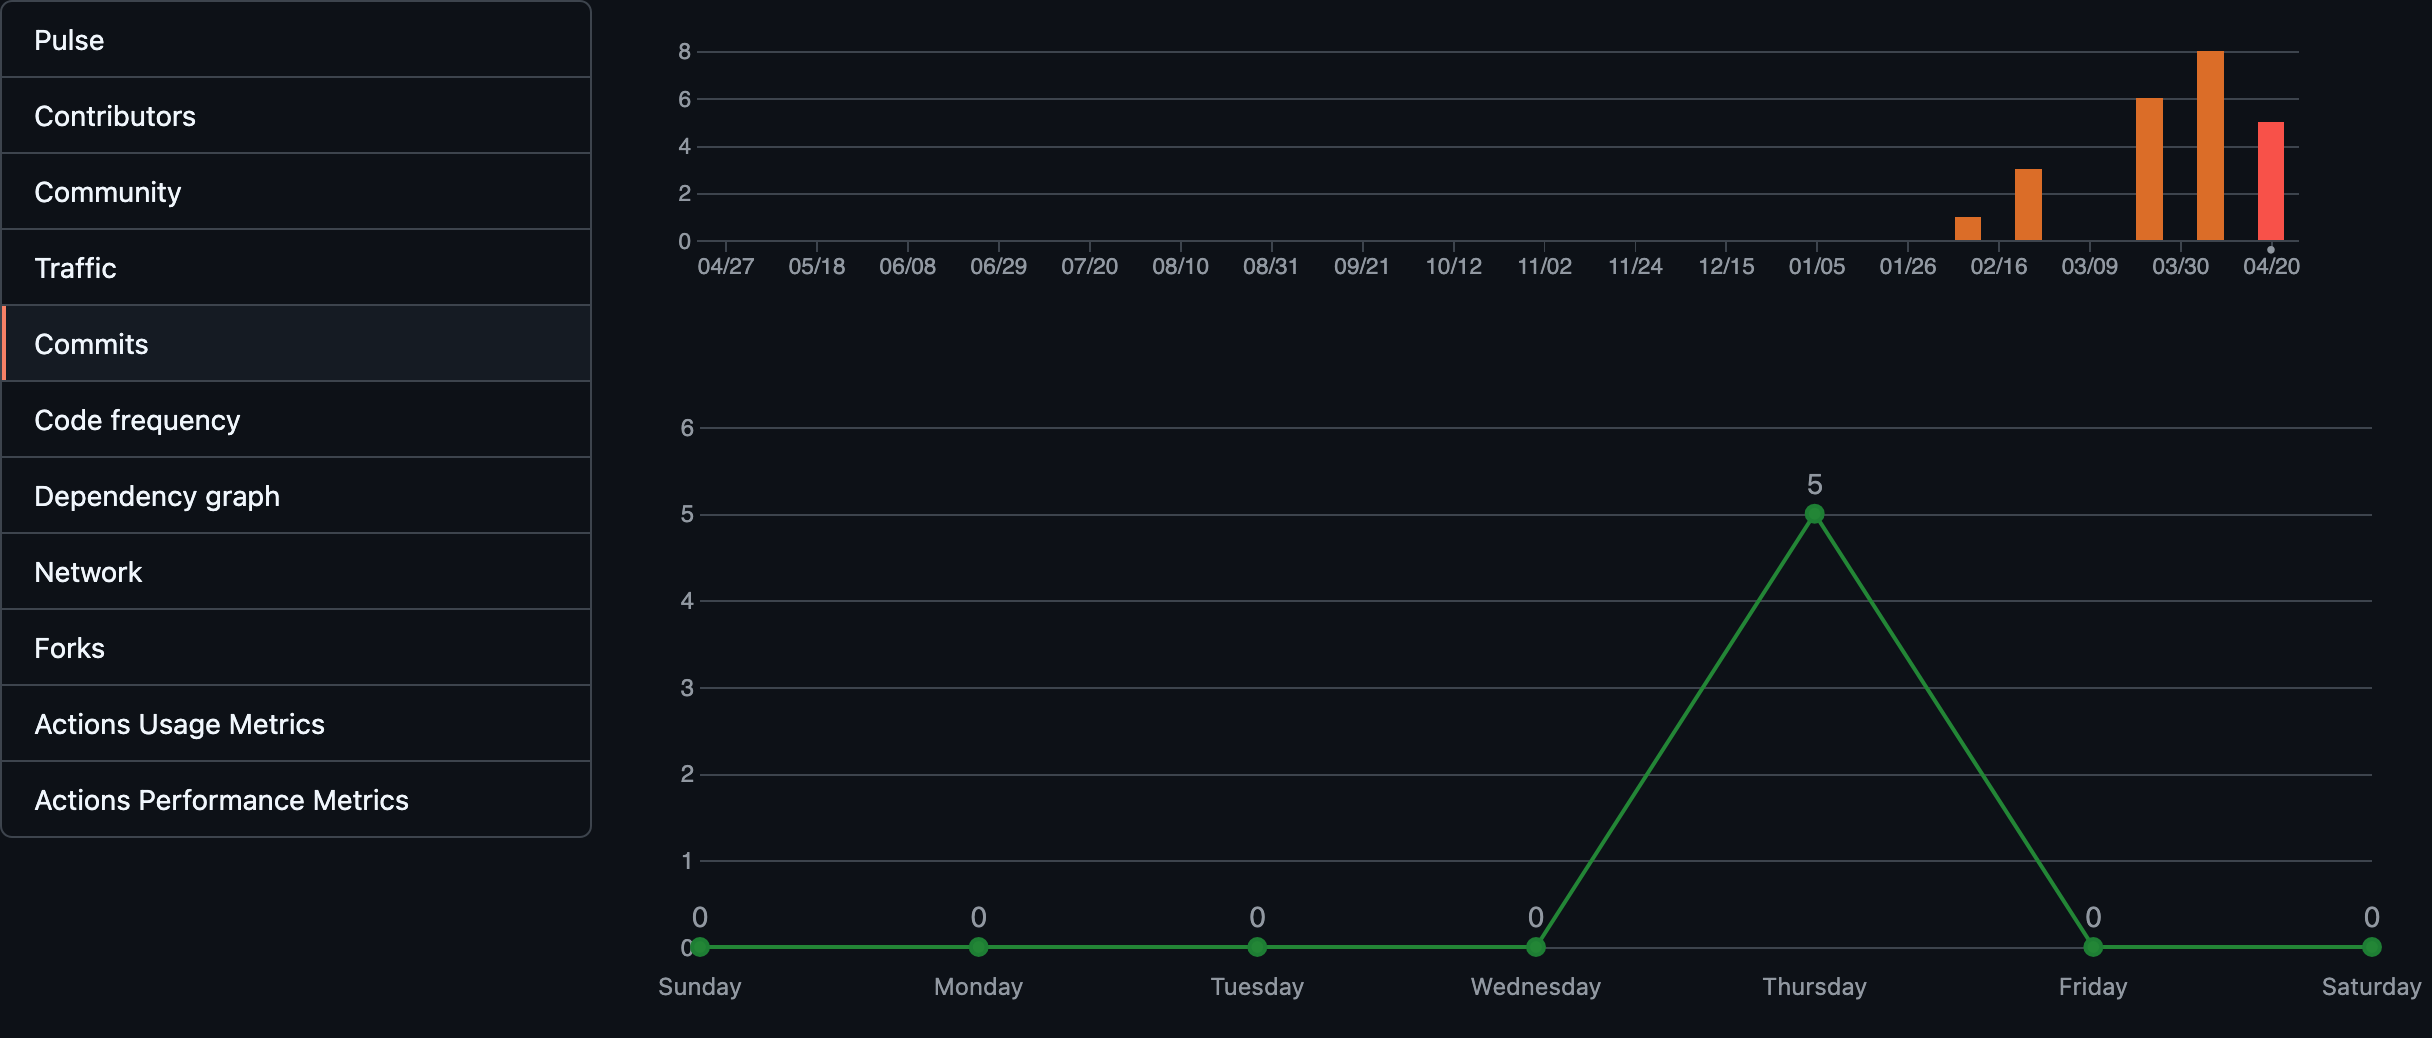 Pulse
Contributors
Community
Traffic
Commits
Code frequency
Dependency graph
Network
Forks
Actions Usage Metrics
Actions Performance Metrics
8
6
4
2
0
04/27 05/18 06/08 06/29 07/20 08/10 08/31 09/21 10/12 11/02 11/24 12/15 01/05 01/26 02/16 03/09 03/30 04/20
6
5
5
4
3
2
1
0 0 0 0 0 0
0
Sunday Monday Tuesday Wednesday Thursday Friday Saturday